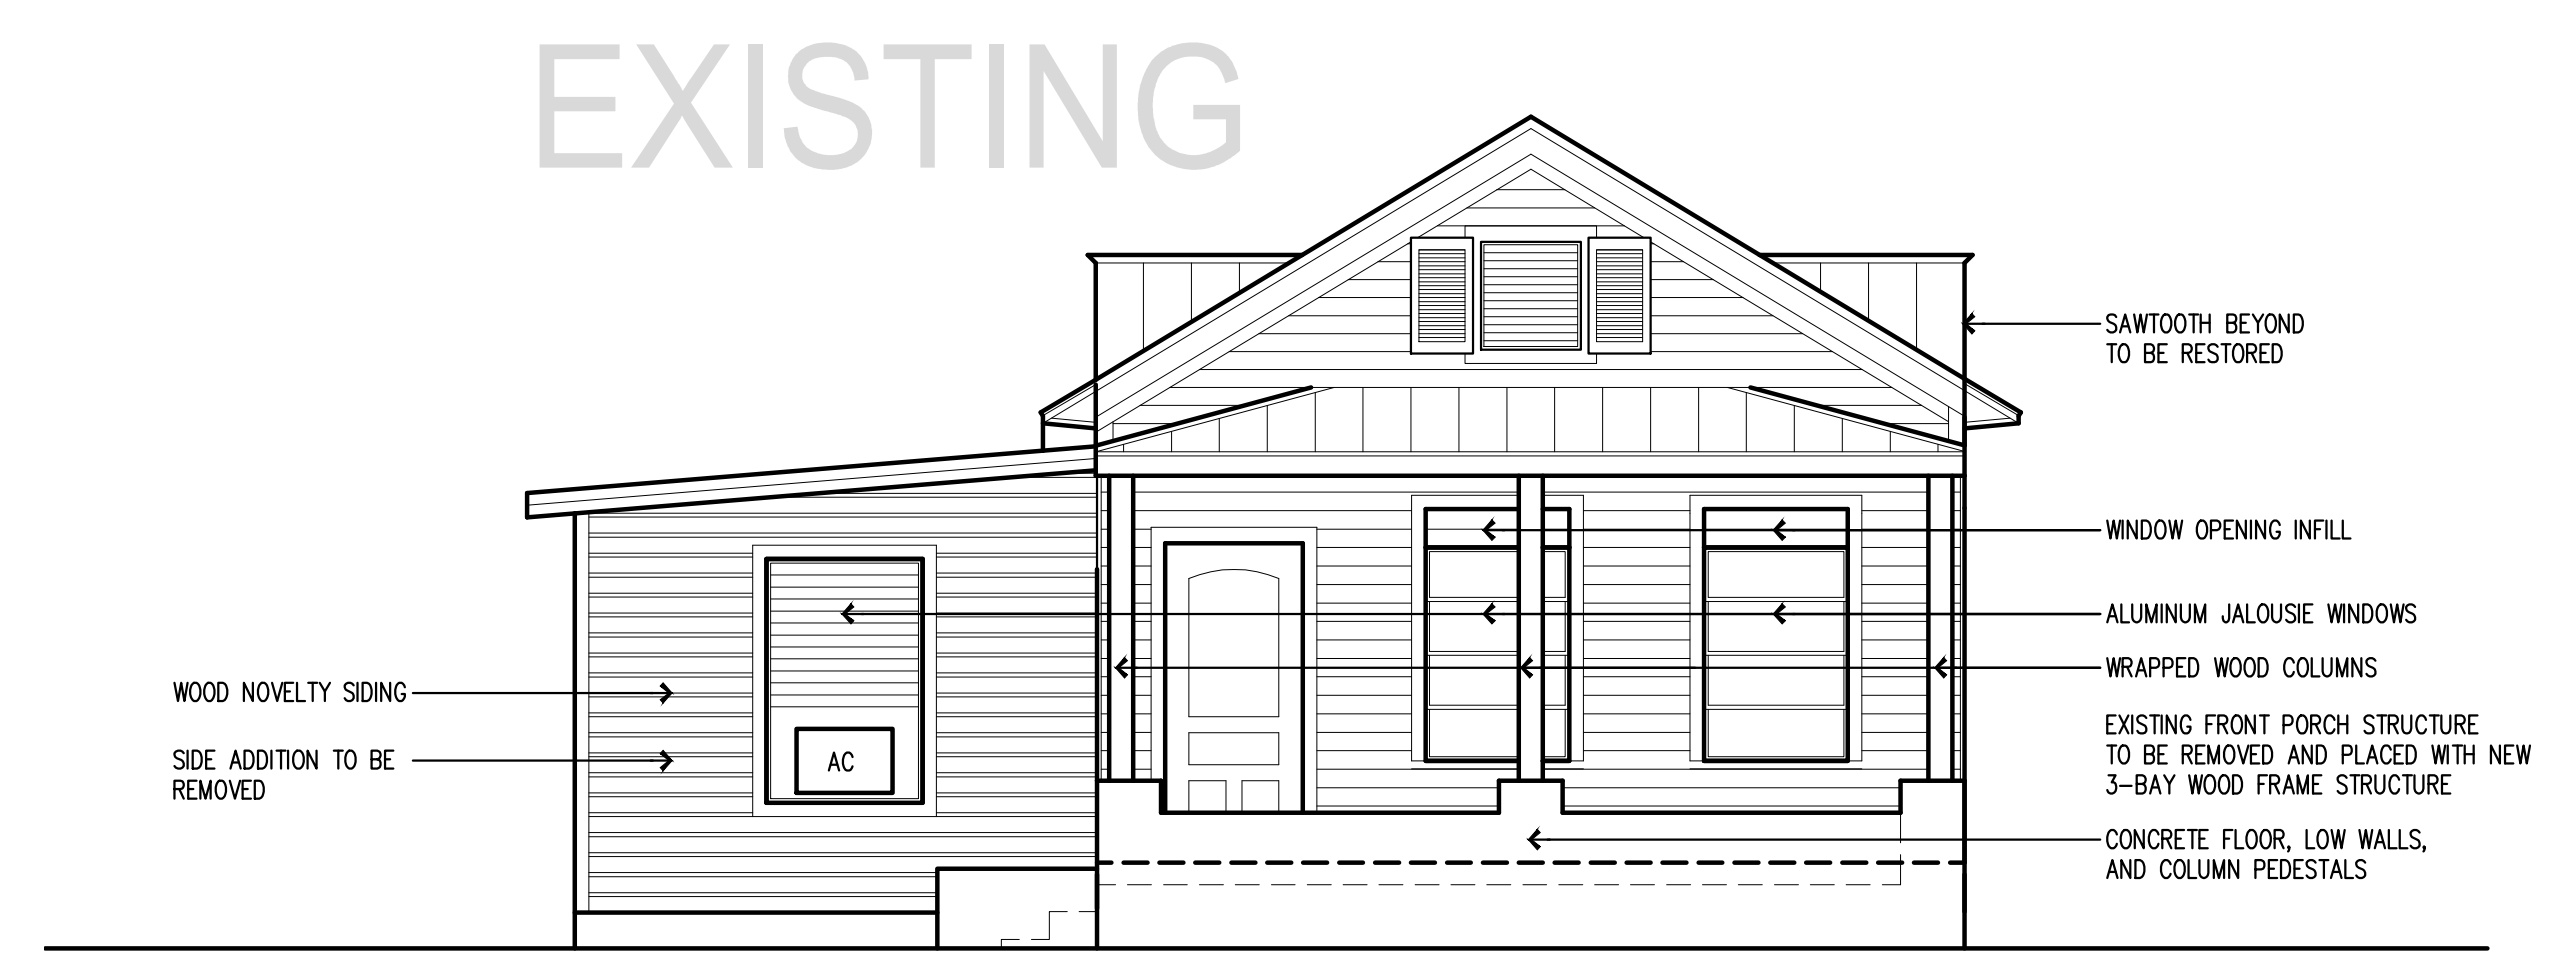 EXISTING
SAWTOOTH BEYOND
TO BE RESTORED
WINDOW OPENING INFILL
ALUMINUM JALOUSIE WINDOWS
WRAPPED WOOD COLUMNS
WOOD NOVELTY SIDING
EXISTING FRONT PORCH STRUCTURE
TO BE REMOVED AND PLACED WITH NEW
3-BAY WOOD FRAME STRUCTURE
SIDE ADDITION TO BE
REMOVED
AC
CONCRETE FLOOR, LOW WALLS,
AND COLUMN PEDESTALS